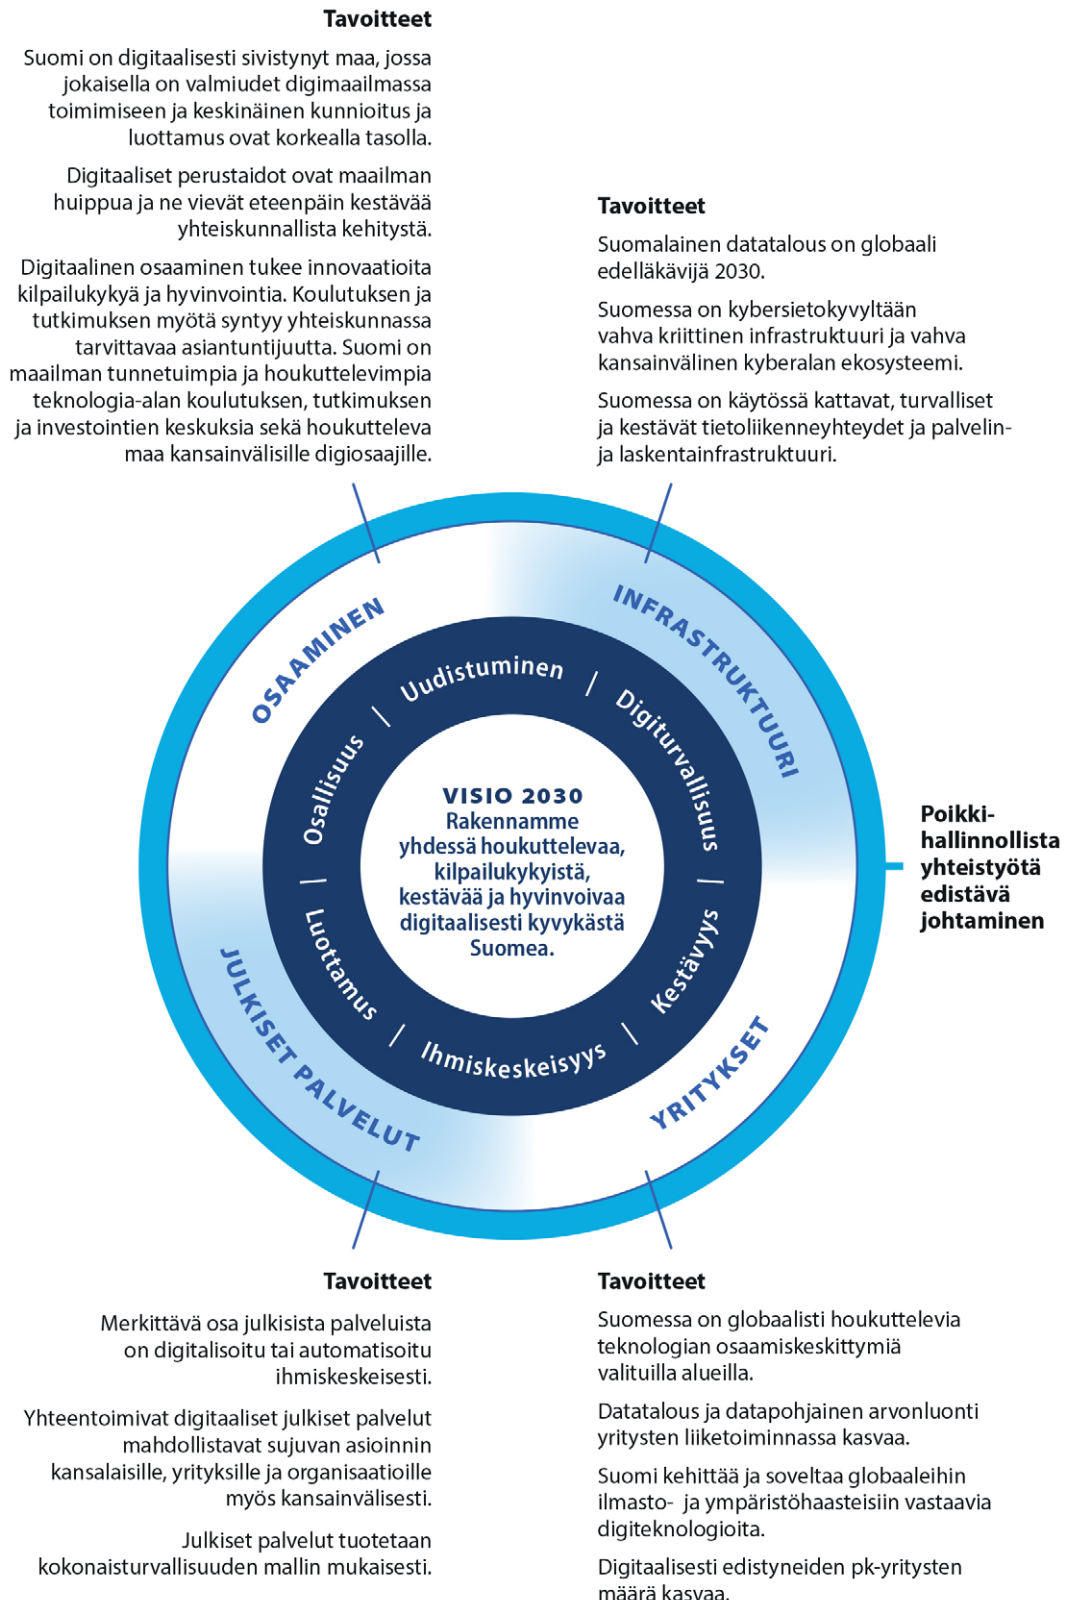 Tavoitteet
Suomi on digitaalisesti sivistynyt maa, jossa
jokaisella on valmiudet digimaailmassa
toimimiseen ja keskinäinen kunnioitus ja
luottamus ovat korkealla tasolla.
Digitaaliset perustaidot ovat maailman
huippua ja ne vievät eteenpäin kestävää
yhteiskunnallista kehitystä.
Digitaalinen osaaminen tukee innovaatioita
kilpailukykyä ja hyvinvointia. Koulutuksen ja
tutkimuksen myötä syntyy yhteiskunnassa
tarvittavaa asiantuntijuutta. Suomi on
maailman tunnetuimpia ja houkuttelevimpia
teknologia-alan koulutuksen, tutkimuksen
ja investointien keskuksia sekä houkutteleva
maa kansainvälisille digiosaajille.
Tavoitteet
Suomalainen datatalous on globaali
edelläkävijä 2030.
Suomessa on kybersietokyvyltään
vahva kriittinen infrastruktuuri ja vahva
kansainvälinen kyberalan ekosysteemi.
Suomessa on käytössä kattavat, turvalliset
ja kestävät tietoliikenneyhteydet ja palvelin-
ja laskentainfrastruktuuri.
OSAAMINEN
INFRASTRUKTUURI
YRITYKSET
JULKISET PALVELUT
Uudistuminen |
Digiturvallisuus |
Kestävyys |
Ihmiskeskeisyys |
Luottamus |
Osallisuus |
VISIO 2030
Rakennamme
yhdessä houkuttelevaa,
kilpailukykyistä,
kestävää ja hyvinvoivaa
digitaalisesti kyvykästä
Suomea.
Poikki-
hallinnollista
yhteistyötä
edistävä
johtaminen
Tavoitteet
Merkittävä osa julkisista palveluista
on digitalisoitu tai automatisoitu
ihmiskeskeisesti.
Yhteentoimivat digitaaliset julkiset palvelut
mahdollistavat sujuvan asioinnin
kansalaisille, yrityksille ja organisaatioille
myös kansainvälisesti.
Julkiset palvelut tuotetaan
kokonaisturvallisuuden mallin mukaisesti.
Tavoitteet
Suomessa on globaalisti houkuttelevia
teknologian osaamiskeskittymiä
valituilla alueilla.
Datatalous ja datapohjainen arvonluonti
yritysten liiketoiminnassa kasvaa.
Suomi kehittää ja soveltaa globaaleihin
ilmasto- ja ympäristöhaasteisiin vastaavia
digiteknologioita.
Digitaalisesti edistyneiden pk-yritysten
määrä kasvaa.